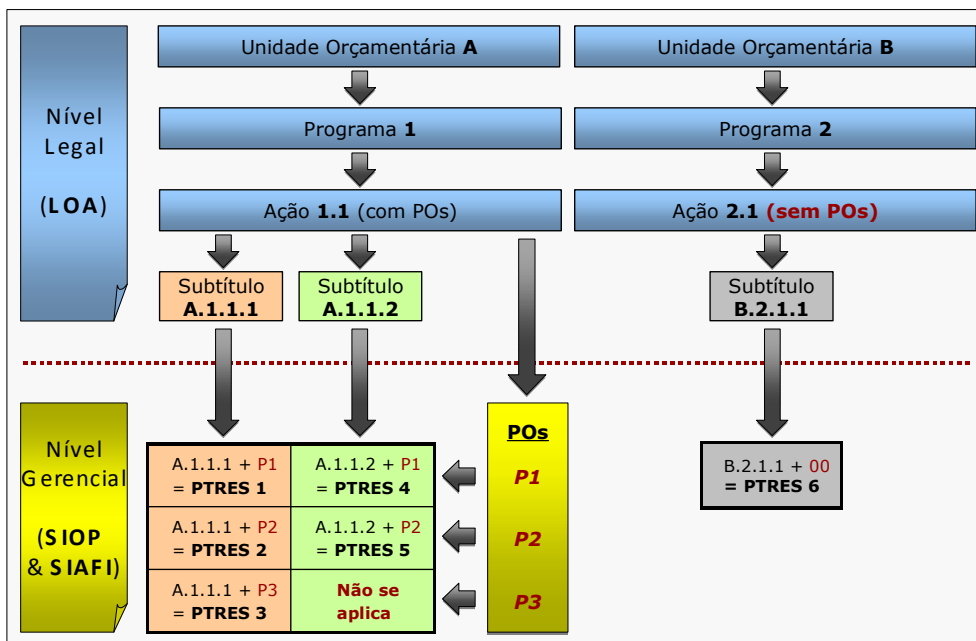 Unidade Orçamentária A
Unidade Orçamentária B
Nível
Legal
(LOA)
Programa 1
Programa 2
Ação 1.1 (com POs)
Ação 2.1 (sem POs)
Subtítulo
A.1.1.1
Subtítulo
A.1.1.2
Subtítulo
B.2.1.1
Nível
Gerencial
(SIOP
& SIAFI)
POs
P1
P2
P3
A.1.1.1 + P1
= PTRES 1
A.1.1.2 + P1
= PTRES 4
A.1.1.1 + P2
= PTRES 2
A.1.1.2 + P2
= PTRES 5
A.1.1.1 + P3
= PTRES 3
Não se
aplica
B.2.1.1 + 00
= PTRES 6